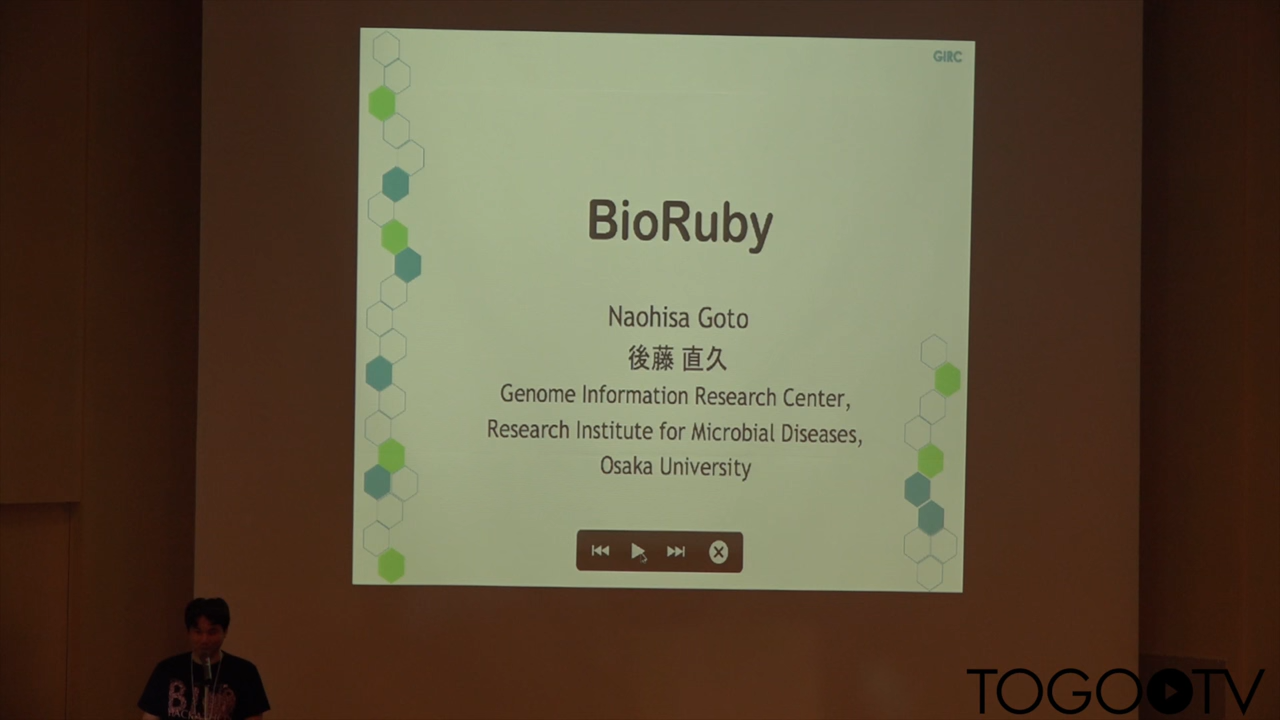 GIRC
BioRuby
Naohisa Goto
後藤 直久
Genome Information Research Center,
Research Institute for Microbial Diseases,
Osaka University
TOGOTV